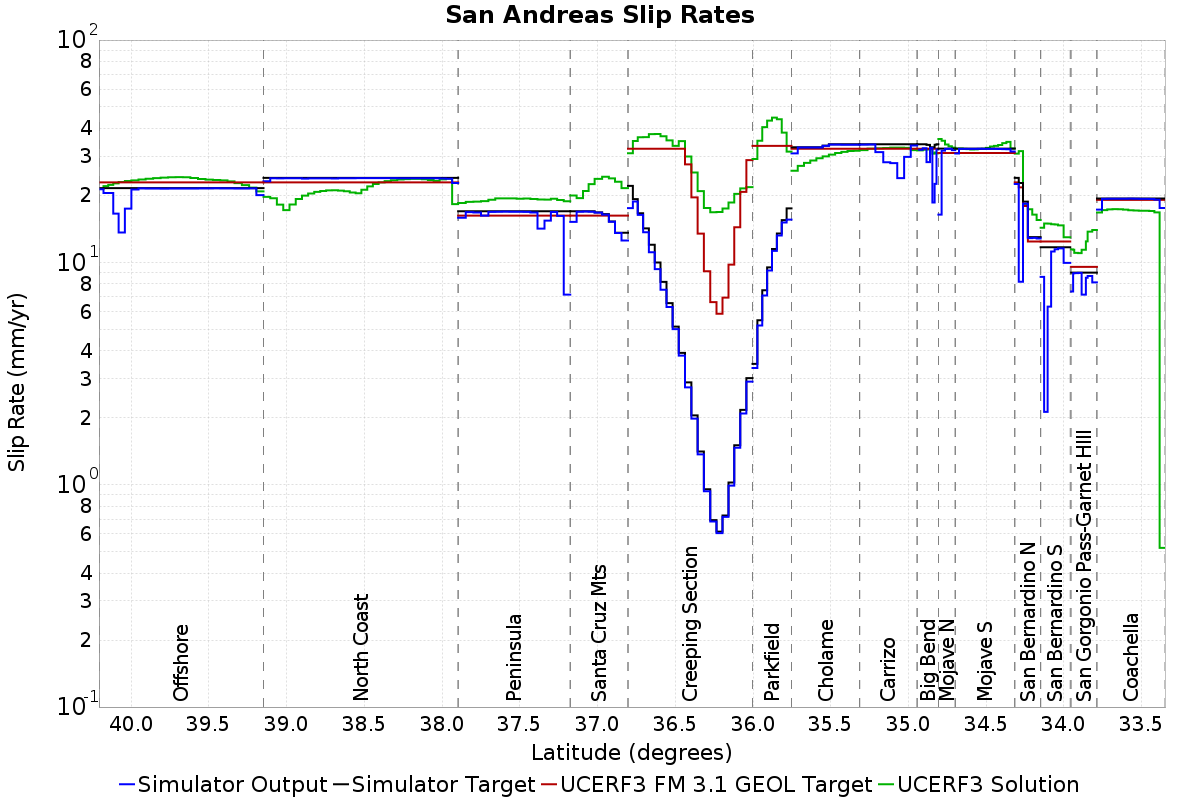 San Andreas Slip Rates
Slip Rate (mm/yr)
10^2
8
6
4
3
2
10^1
8
6
4
3
2
10^0
8
6
4
3
2
10^-1
Offshore
North Coast
Peninsula
Santa Cruz Mts
Creeping Section
Parkfield
Cholame
Carrizo
Big Bend
Mojave N
Mojave S
San Bernardino N
San Bernardino S
San Gorgonio Pass-Garnet HIll
Coachella
40.0 39.5 39.0 38.5 38.0 37.5 37.0 36.5 36.0 35.5 35.0 34.5 34.0 33.5
Latitude (degrees)
Simulator Output Simulator Target UCERF3 FM 3.1 GEOL Target UCERF3 Solution